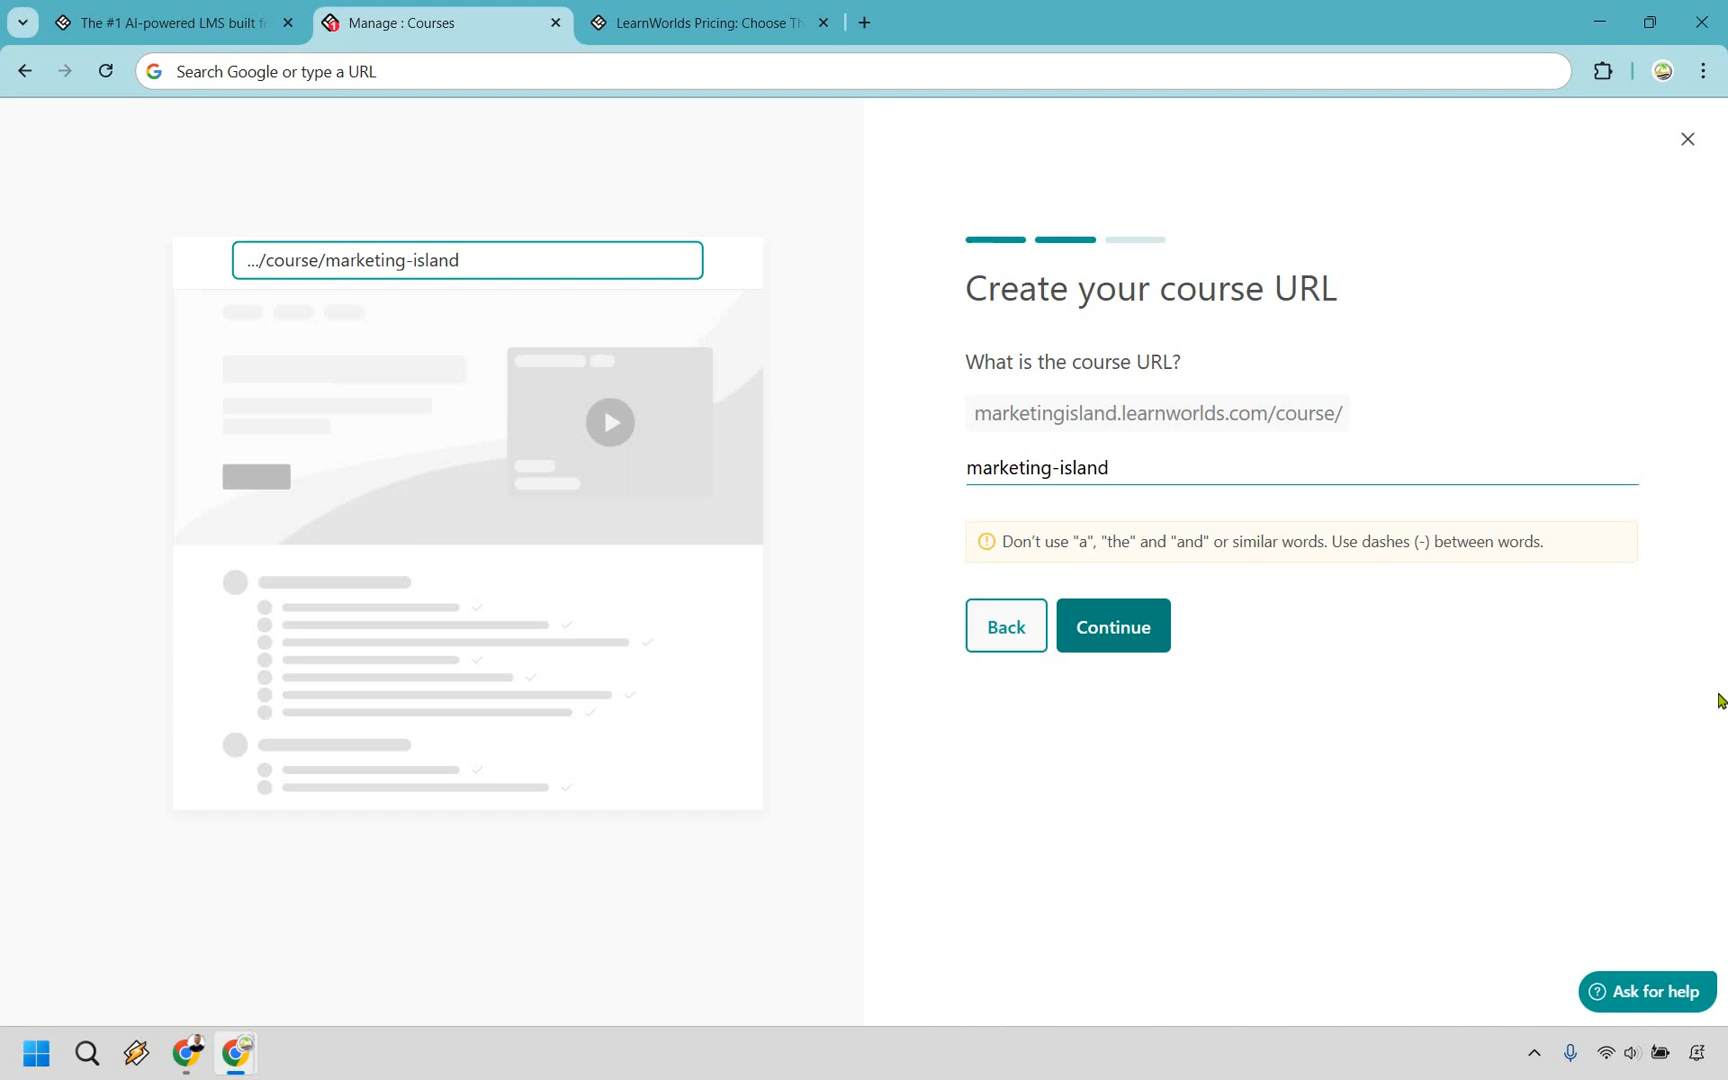 The #1 AI-powered LMS built f
Manage : Courses
LearnWorlds Pricing: Choose Th
Search Google or type a URL
.../course/marketing-island
Create your course URL
What is the course URL?
marketingisland.learnworlds.com/course/
marketing-island
Don't use "a", "the" and "and" or similar words. Use dashes (-) between words.
Back
Continue
Ask for help